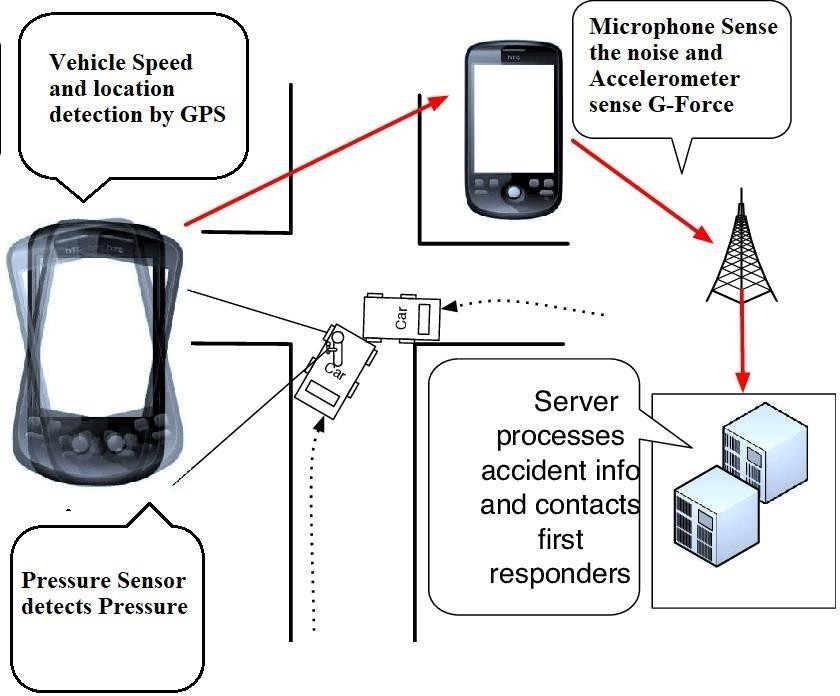 Vehicle Speed
and location
detection by GPS
hTC
Microphone Sense
the noise and
Accelerometer
sense G-Force
Car
Car
Server
processes
accident info
and contacts
first
responders
Pressure Sensor
detects Pressure